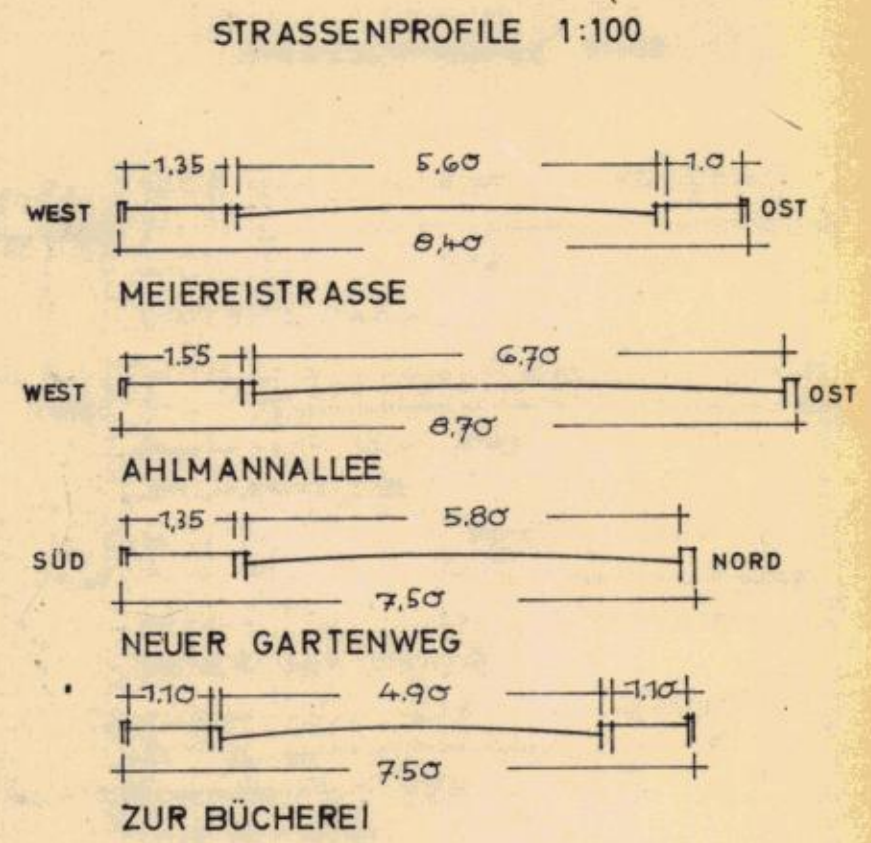 STRASSENPROFILE 1:100
1,35 5,60 1.0
WEST OST
8,40
MEIEREISTRASSE
1.55 6.70
WEST OST
8,70
AHLMANNALLEE
1,35 5.80
SÜD NORD
7,50
NEUER GARTENWEG
1.10 4.90 1.10
7.50
ZUR BÜCHEREI